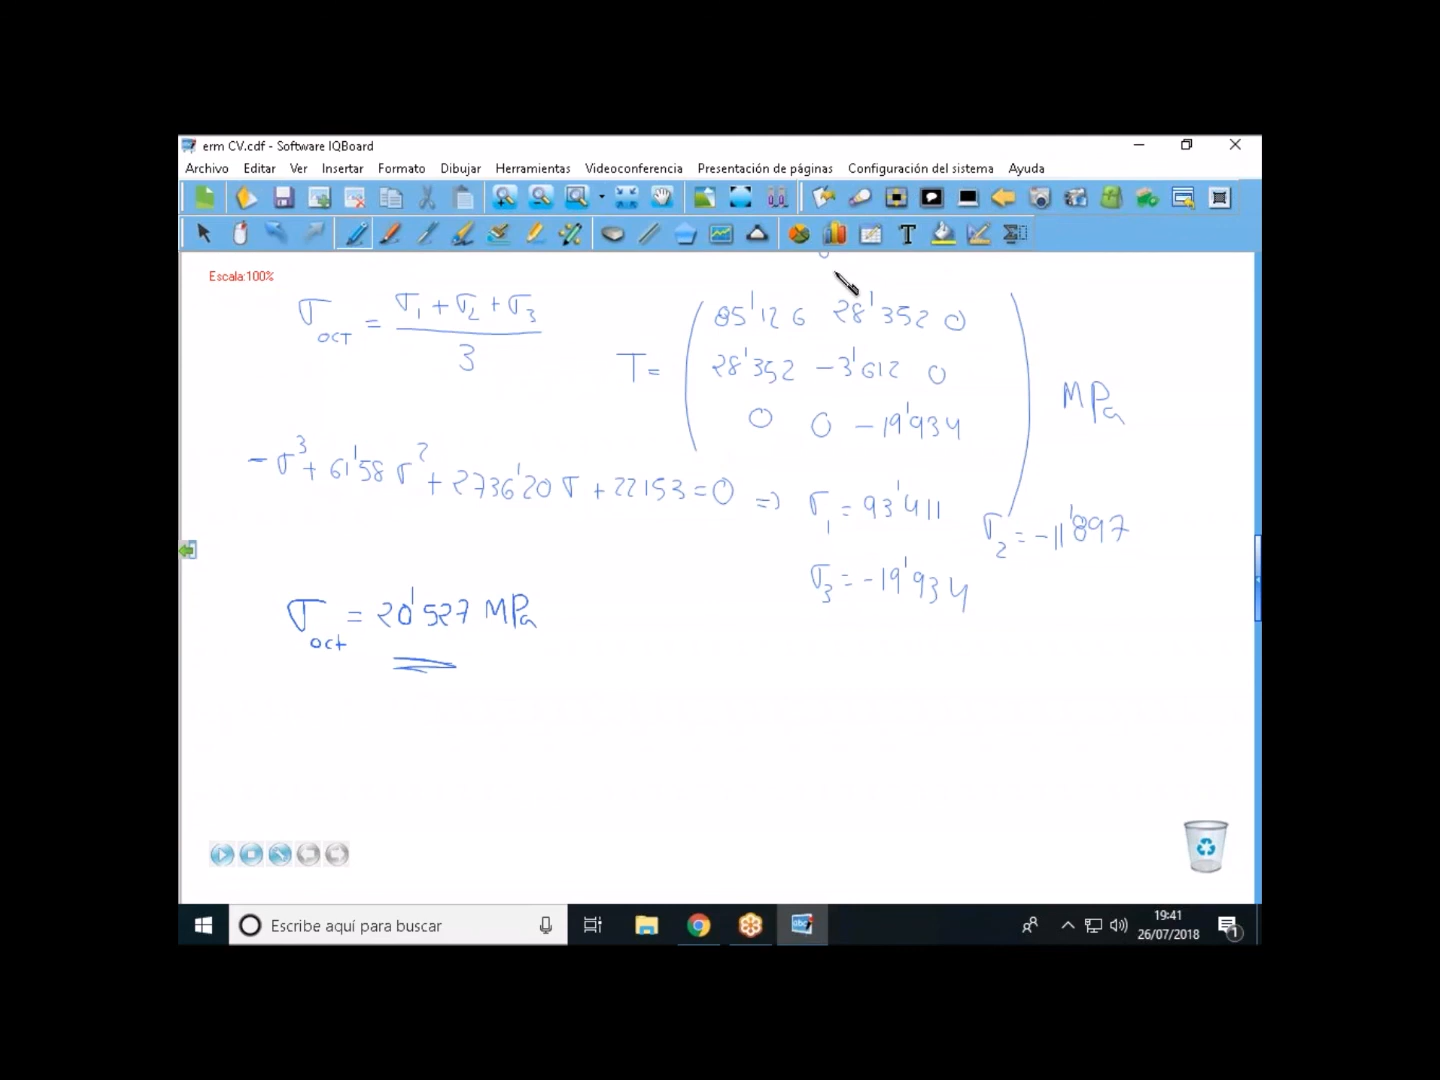 erm CV.cdf - Software IQBoard
Archivo Editar Ver Insertar Formato Dibujar Herramientas Videoconferencia Presentación de páginas Configuración del sistema Ayuda
Escala:100%
σ_oct = (σ₁ + σ₂ + σ₃) / 3
T =
85'126 28'352 0
28'352 -3'612 0
0 0 -19'934
MPa
-σ³ + 61'58 σ² + 2736'20 σ + 22153 = 0 => σ₁ = 93'411
σ₂ = -11'897
σ₃ = -19'934
σ_oct = 20'527 MPa
Escribe aquí para buscar
19:41
26/07/2018
1